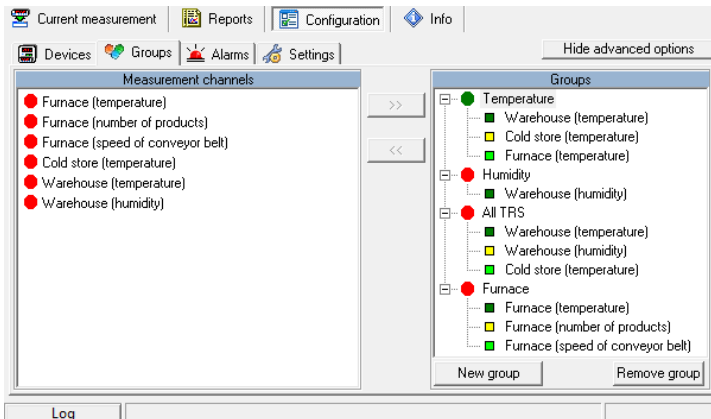 Current measurement Reports Configuration Info
Devices Groups Alarms Settings Hide advanced options
Measurement channels
Furnace (temperature)
Furnace (number of products)
Furnace (speed of conveyor belt)
Cold store (temperature)
Warehouse (temperature)
Warehouse (humidity)
>>
<<
Groups
Temperature
Warehouse (temperature)
Cold store (temperature)
Furnace (temperature)
Humidity
Warehouse (humidity)
All TRS
Warehouse (temperature)
Warehouse (humidity)
Cold store (temperature)
Furnace
Furnace (temperature)
Furnace (number of products)
Furnace (speed of conveyor belt)
New group Remove group
Log